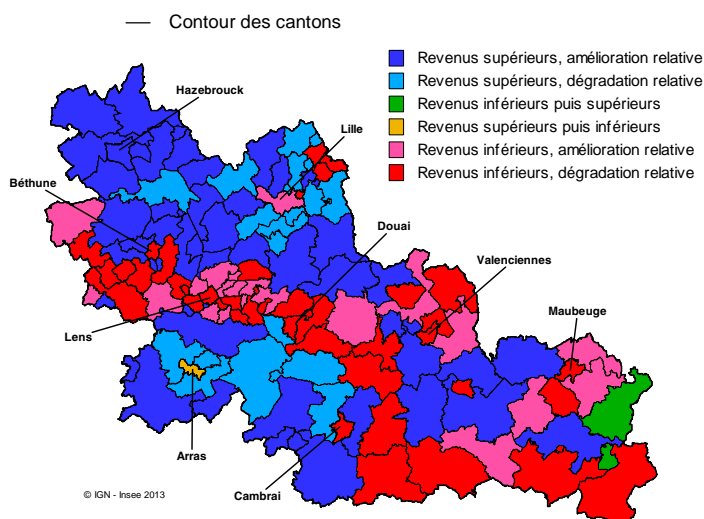 Contour des cantons
Revenus supérieurs, amélioration relative
Revenus supérieurs, dégradation relative
Revenus inférieurs puis supérieurs
Revenus supérieurs puis inférieurs
Revenus inférieurs, amélioration relative
Revenus inférieurs, dégradation relative
Hazebrouck
Lille
Béthune
Douai
Valenciennes
Maubeuge
Lens
Arras
Cambrai
© IGN - Insee 2013